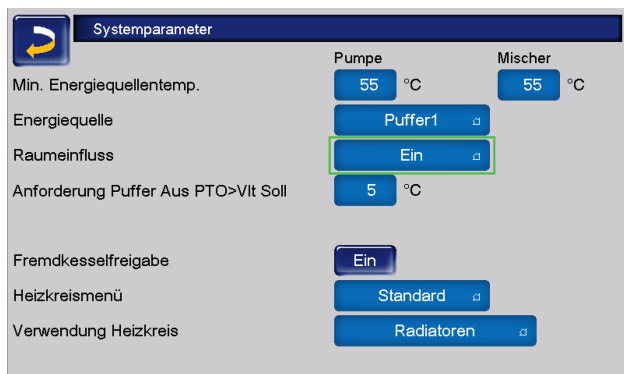 Systemparameter
Pumpe Mischer
Min. Energiequellentemp. 55 °C 55 °C
Energiequelle Puffer1
Raumeinfluss Ein
Anforderung Puffer Aus PTO>Vlt Soll 5 °C
Fremdkesselfreigabe Ein
Heizkreismenü Standard
Verwendung Heizkreis Radiatoren